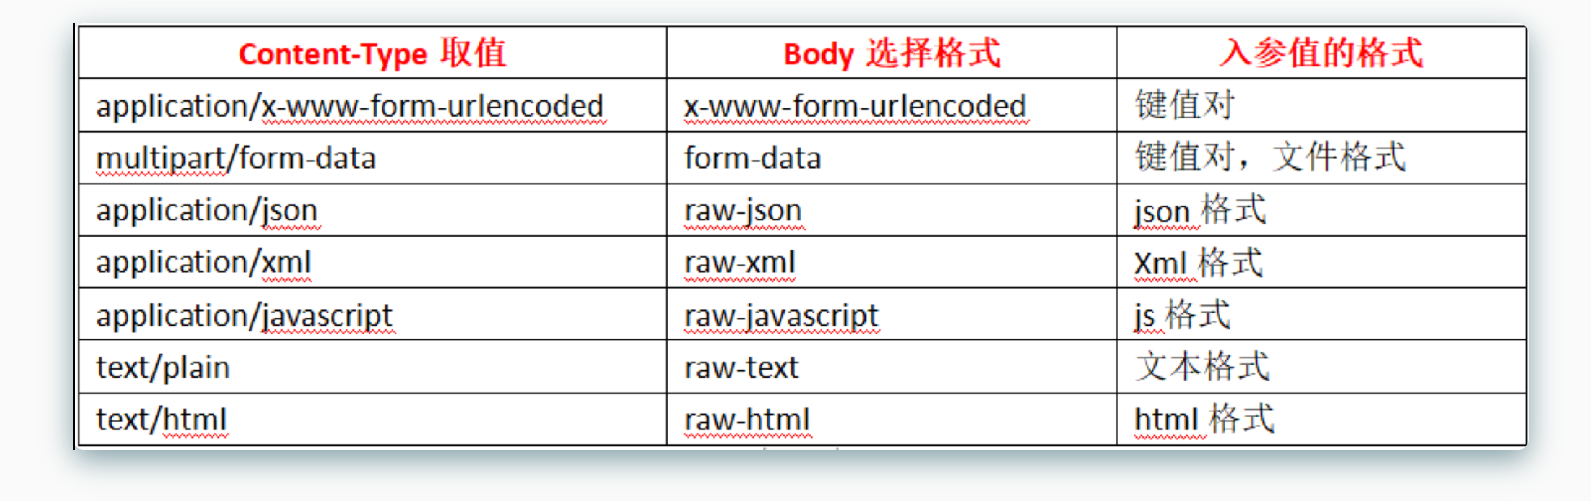 Content-Type 取值 Body 选择格式 入参值的格式
application/x-www-form-urlencoded x-www-form-urlencoded 键值对
multipart/form-data form-data 键值对，文件格式
application/json raw-json json 格式
application/xml raw-xml Xml 格式
application/javascript raw-javascript js 格式
text/plain raw-text 文本格式
text/html raw-html html 格式